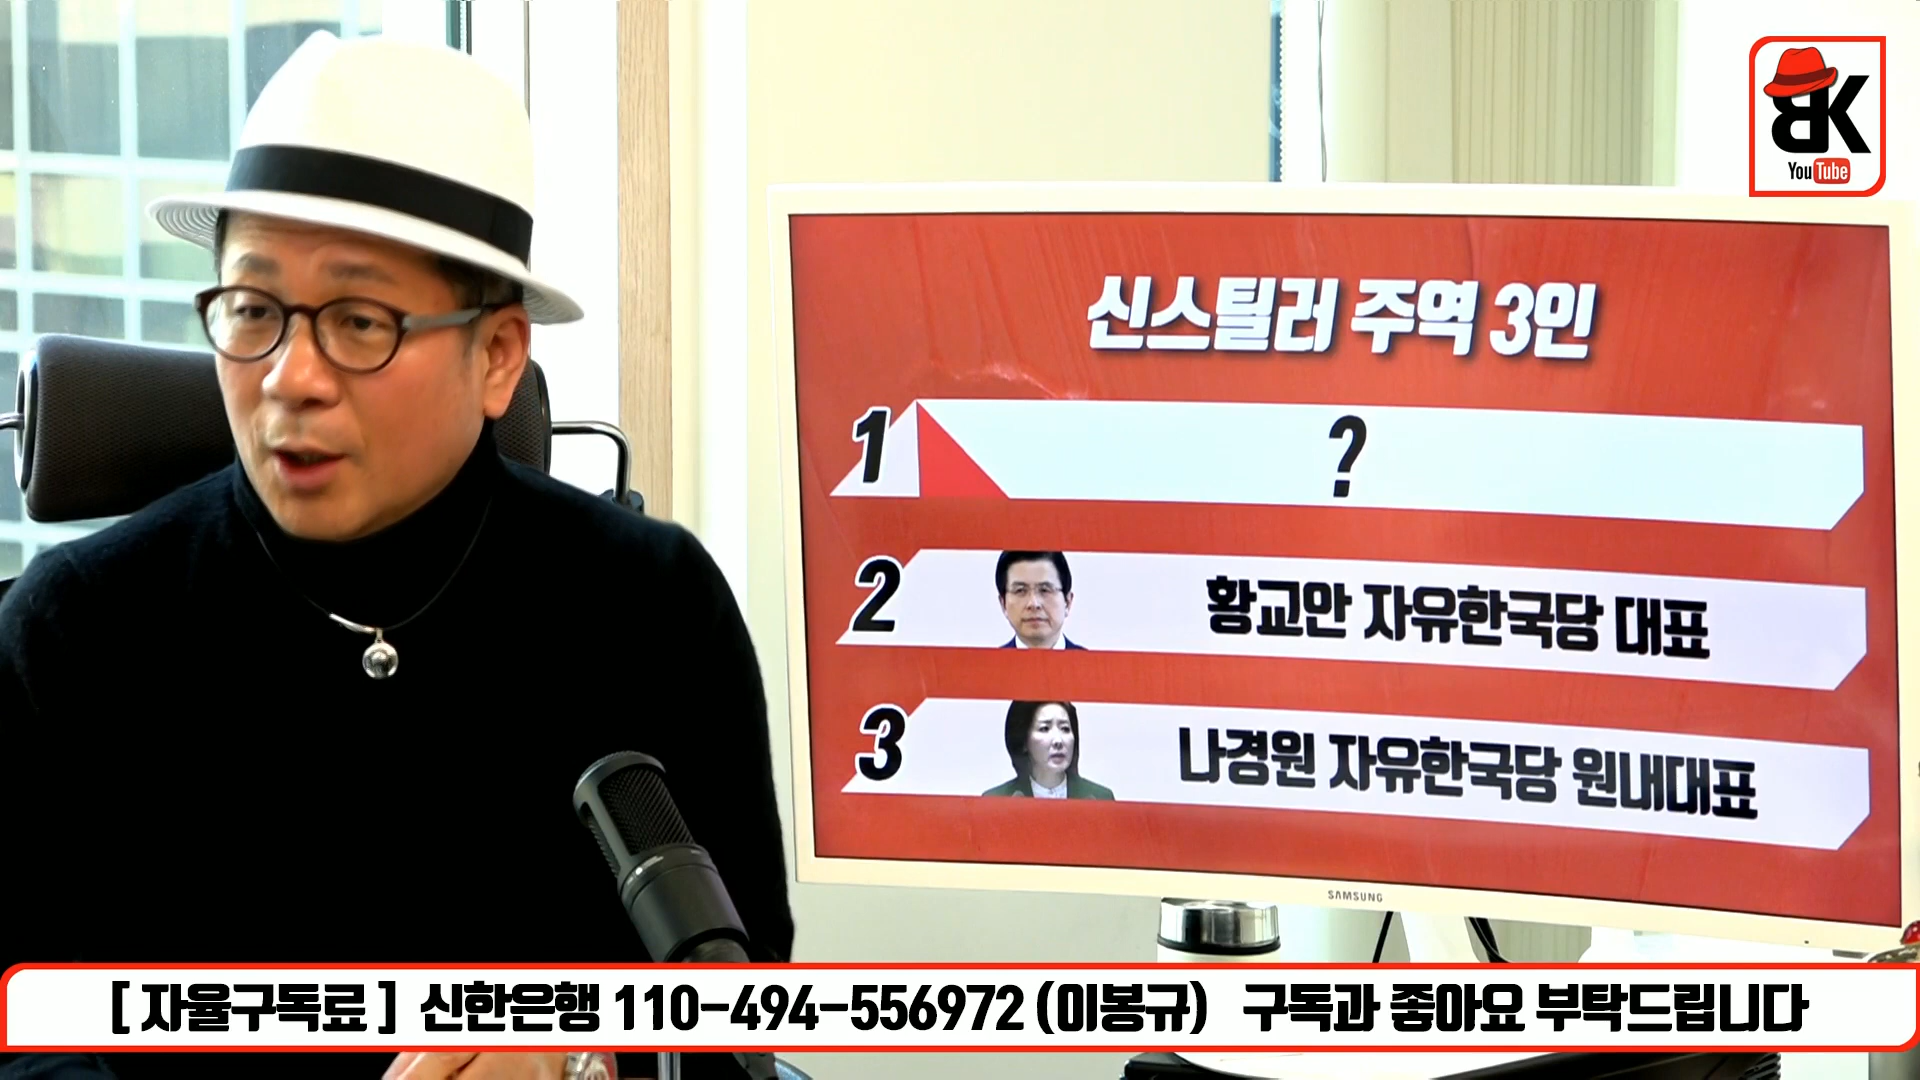 BK
YouTube
신스틸러 주역 3인
1 ?
2 황교안 자유한국당 대표
3 나경원 자유한국당 원내대표
SAMSUNG
[ 자율구독료 ] 신한은행 110-494-556972 (이봉규) 구독과 좋아요 부탁드립니다